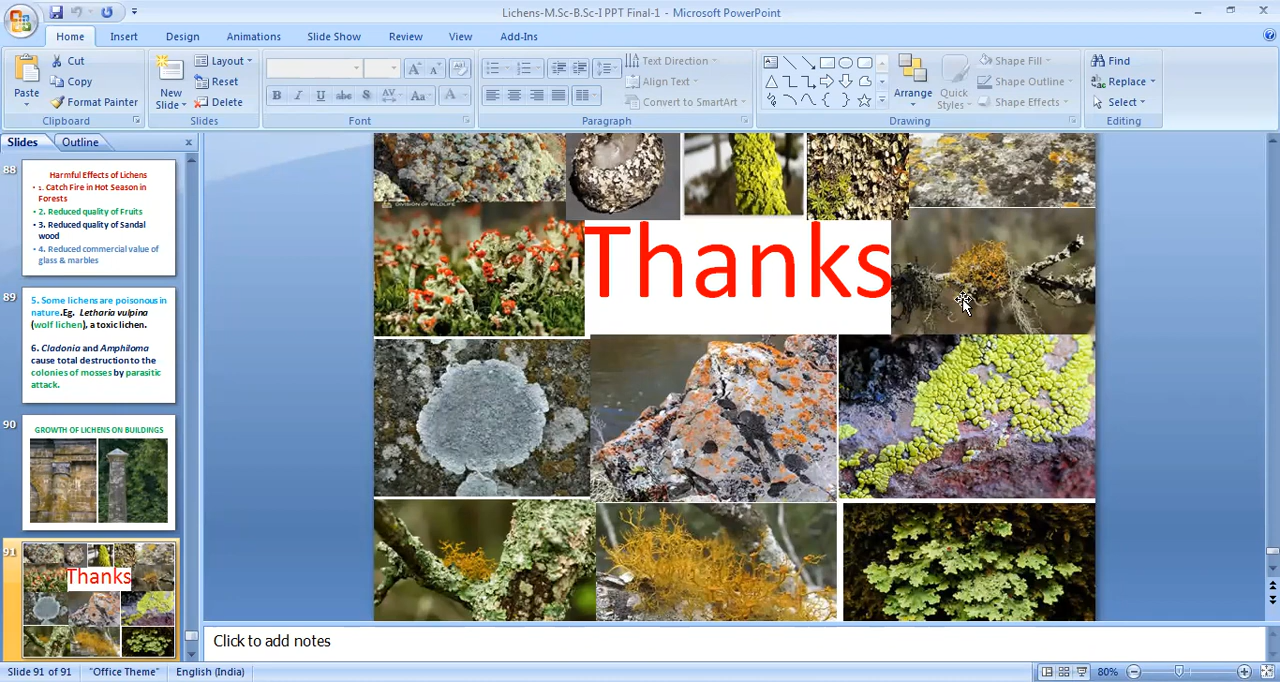 Lichens-M.Sc-B.Sc-I PPT Final-1 - Microsoft PowerPoint
Home Insert Design Animations Slide Show Review View Add-Ins
Paste
Cut
Copy
Format Painter
Clipboard
New
Slide
Layout
Reset
Delete
Slides
B I U abc S AV Aa A
Font
Text Direction
Align Text
Convert to SmartArt
Paragraph
Arrange
Quick
Styles
Shape Fill
Shape Outline
Shape Effects
Drawing
Find
Replace
Select
Editing
Slides Outline
88
Harmful Effects of Lichens
• 1. Catch Fire in Hot Season in
Forests
• 2. Reduced quality of Fruits
• 3. Reduced quality of Sandal
wood
• 4. Reduced commercial value of
glass & marbles
89
5. Some lichens are poisonous in
nature.Eg. Letharia vulpina
(wolf lichen), a toxic lichen.
6. Cladonia and Amphiloma
cause total destruction to the
colonies of mosses by parasitic
attack.
90
GROWTH OF LICHENS ON BUILDINGS
91
Thanks
DIVISION OF WILDLIFE
Thanks
Click to add notes
Slide 91 of 91 "Office Theme" English (India) 80%